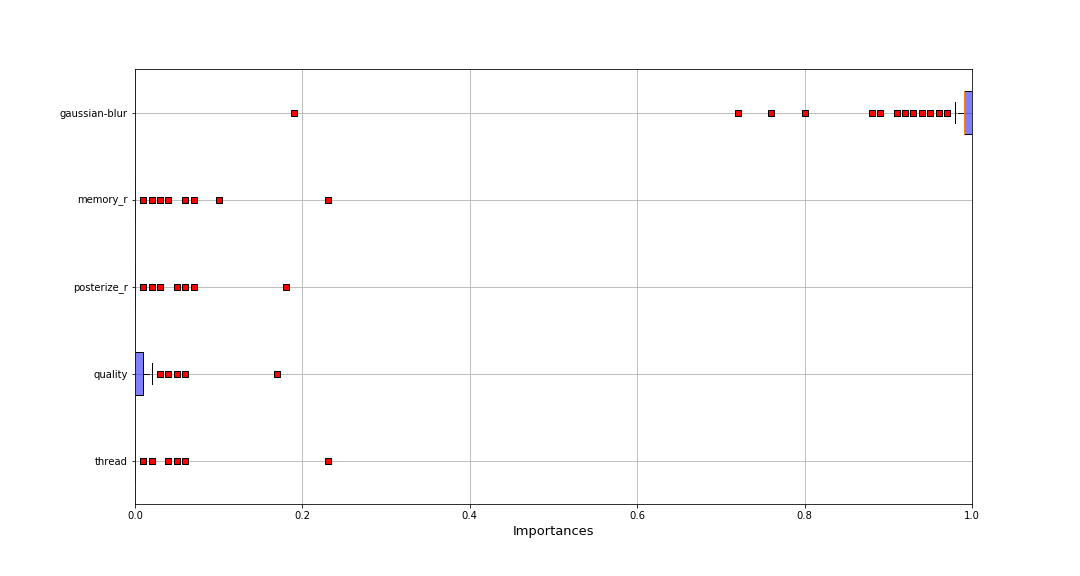 gaussian-blur
memory_r
posterize_r
quality
thread
0.0 0.2 0.4 0.6 0.8 1.0
Importances